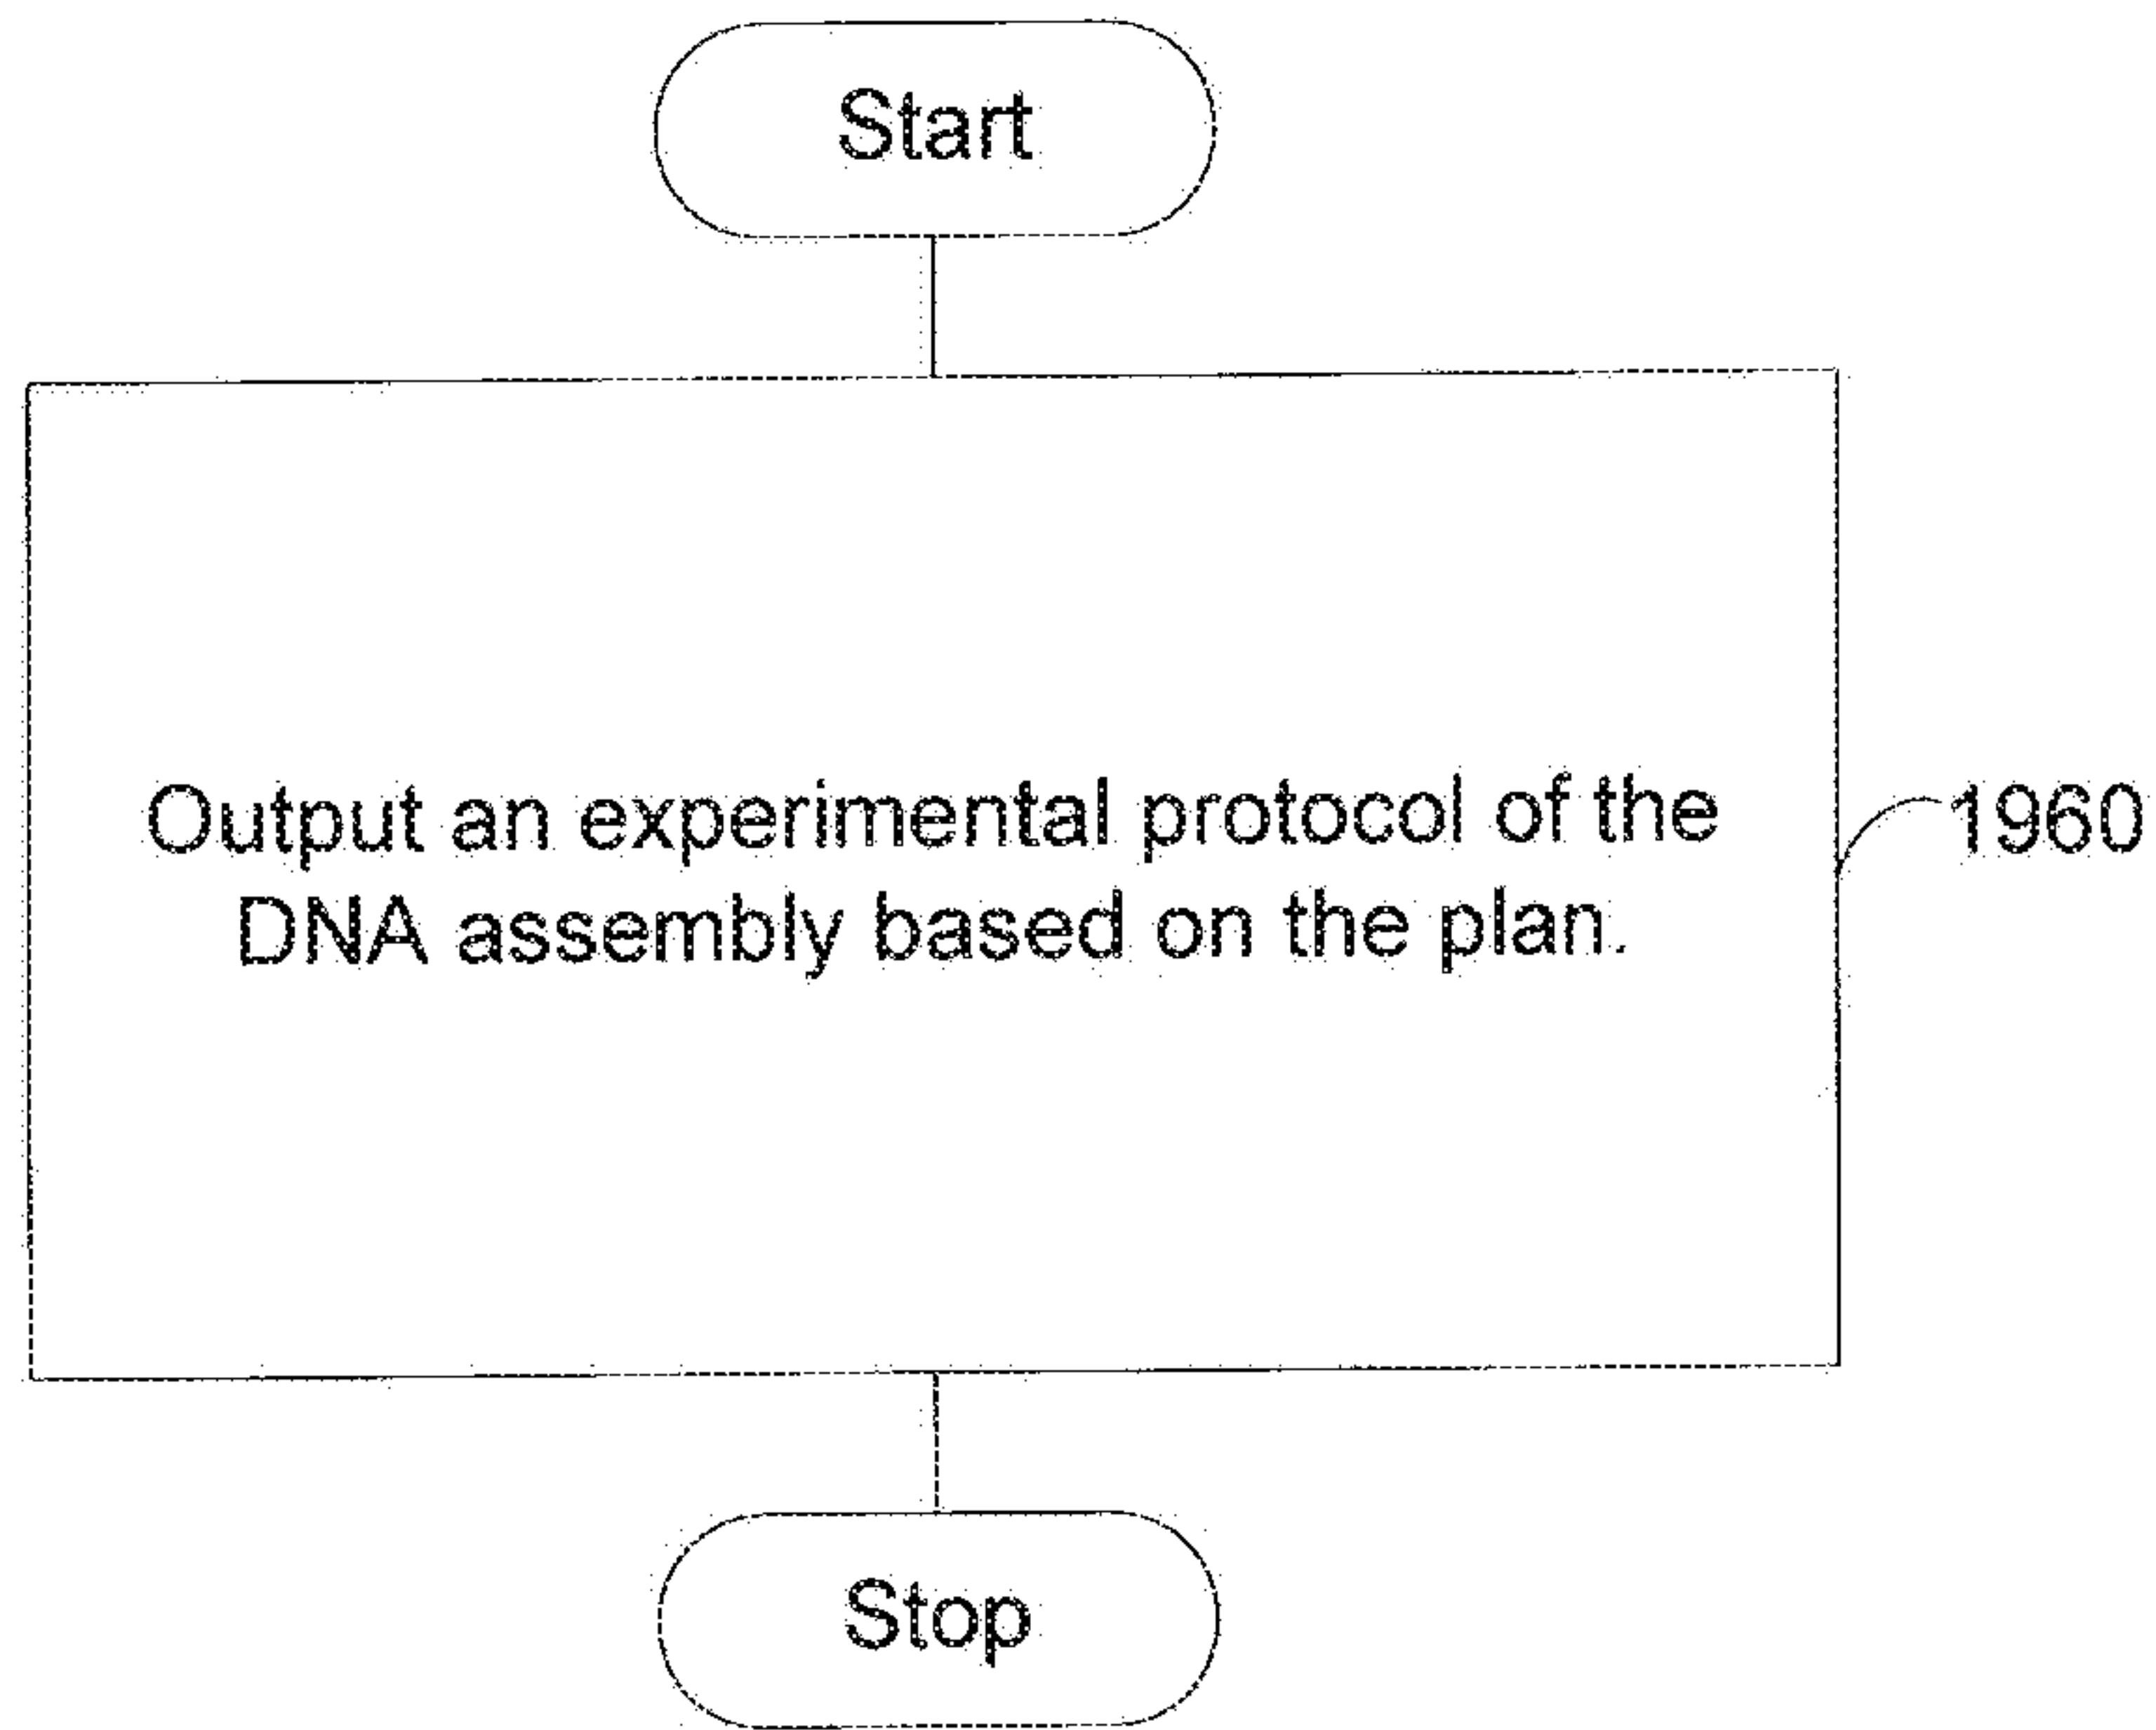 Start
Output an experimental protocol of the
1960
DNA assembly based on the plan.
Stop